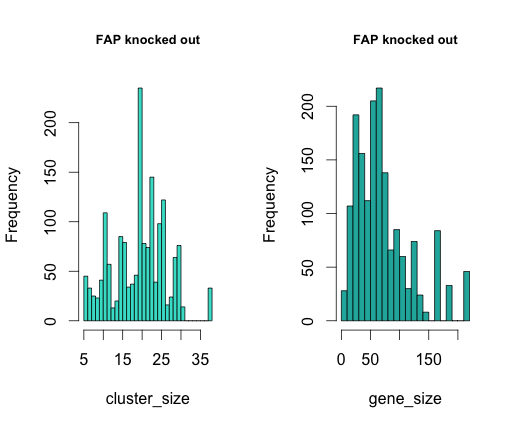 FAP knocked out
Frequency
0 50 100 150 200
5 15 25 35
cluster_size
FAP knocked out
Frequency
0 50 100 150 200
0 50 150
gene_size